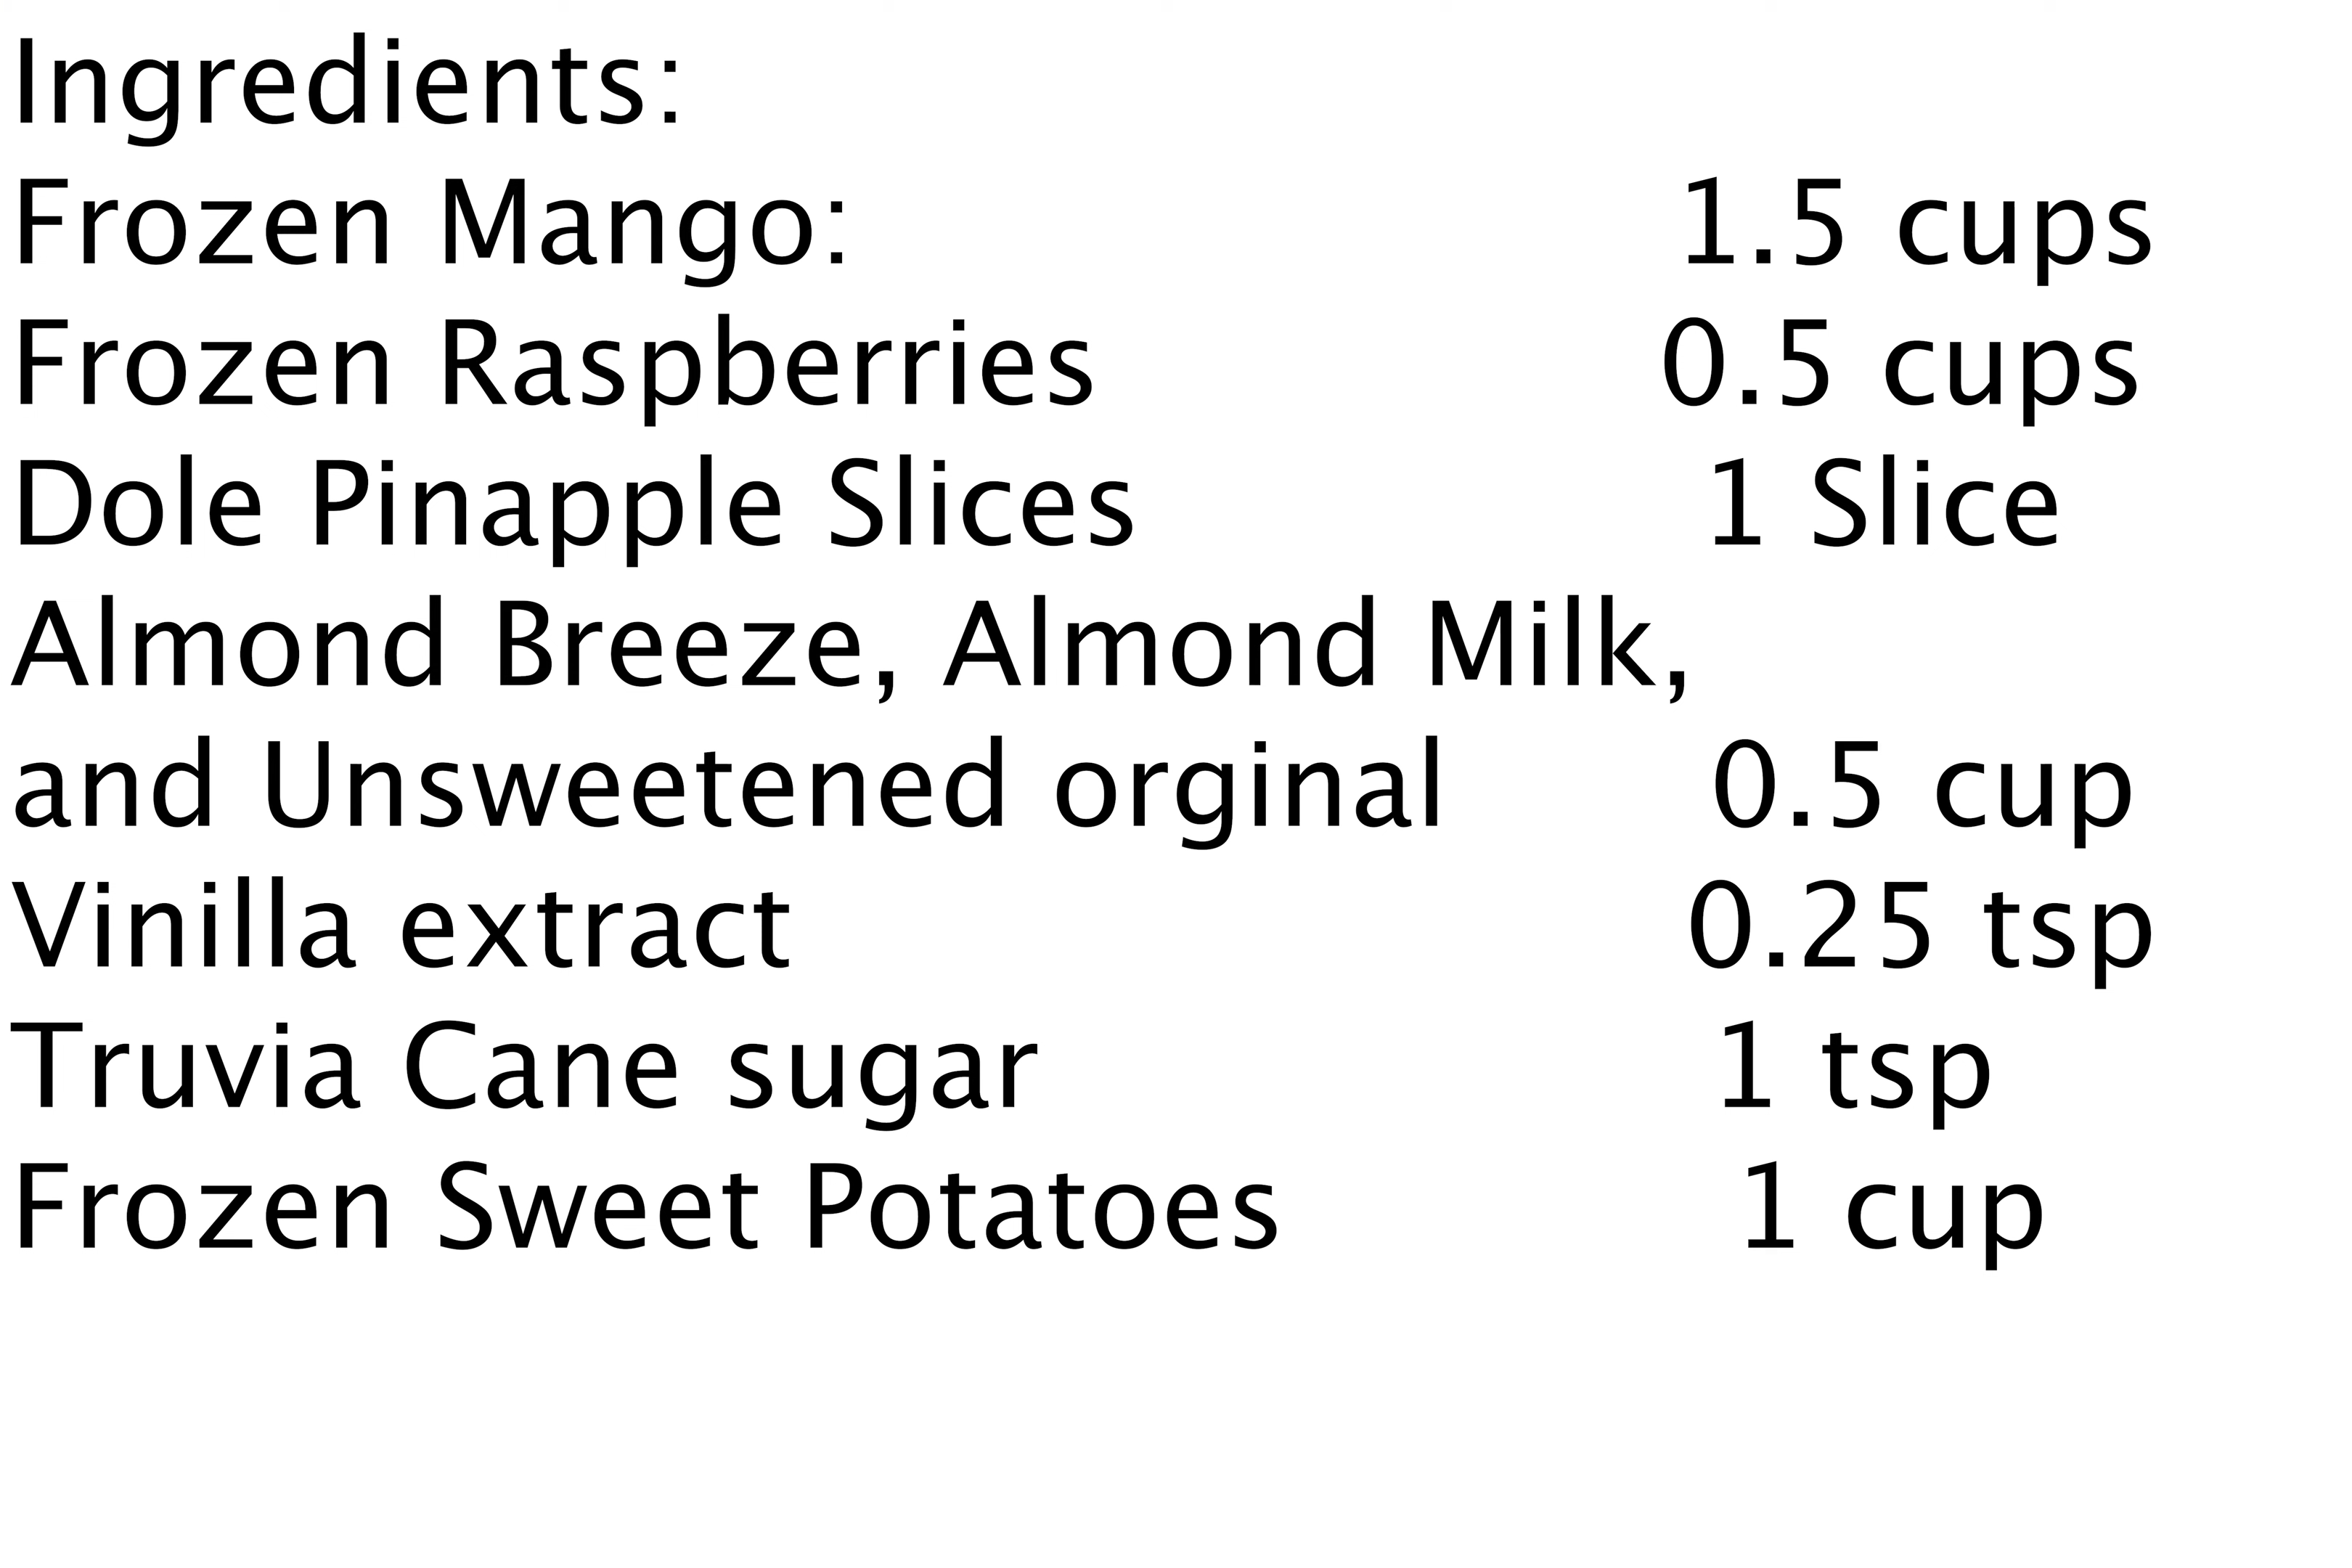 Ingredients:
Frozen Mango: 1.5 cups
Frozen Raspberries 0.5 cups
Dole Pinapple Slices 1 Slice
Almond Breeze, Almond Milk,
and Unsweetened orginal 0.5 cup
Vinilla extract 0.25 tsp
Truvia Cane sugar 1 tsp
Frozen Sweet Potatoes 1 cup